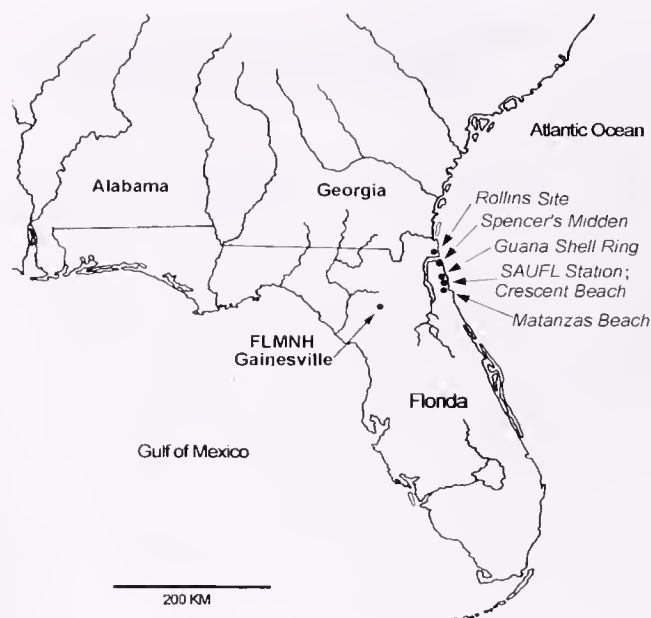 Atlantic Ocean
Alabama
Georgia
Rollins Site
Spencer's Midden
Guana Shell Ring
SAUFL Station;
Crescent Beach
Matanzas Beach
FLMNH
Gainesville
Florida
Gulf of Mexico
200 KM